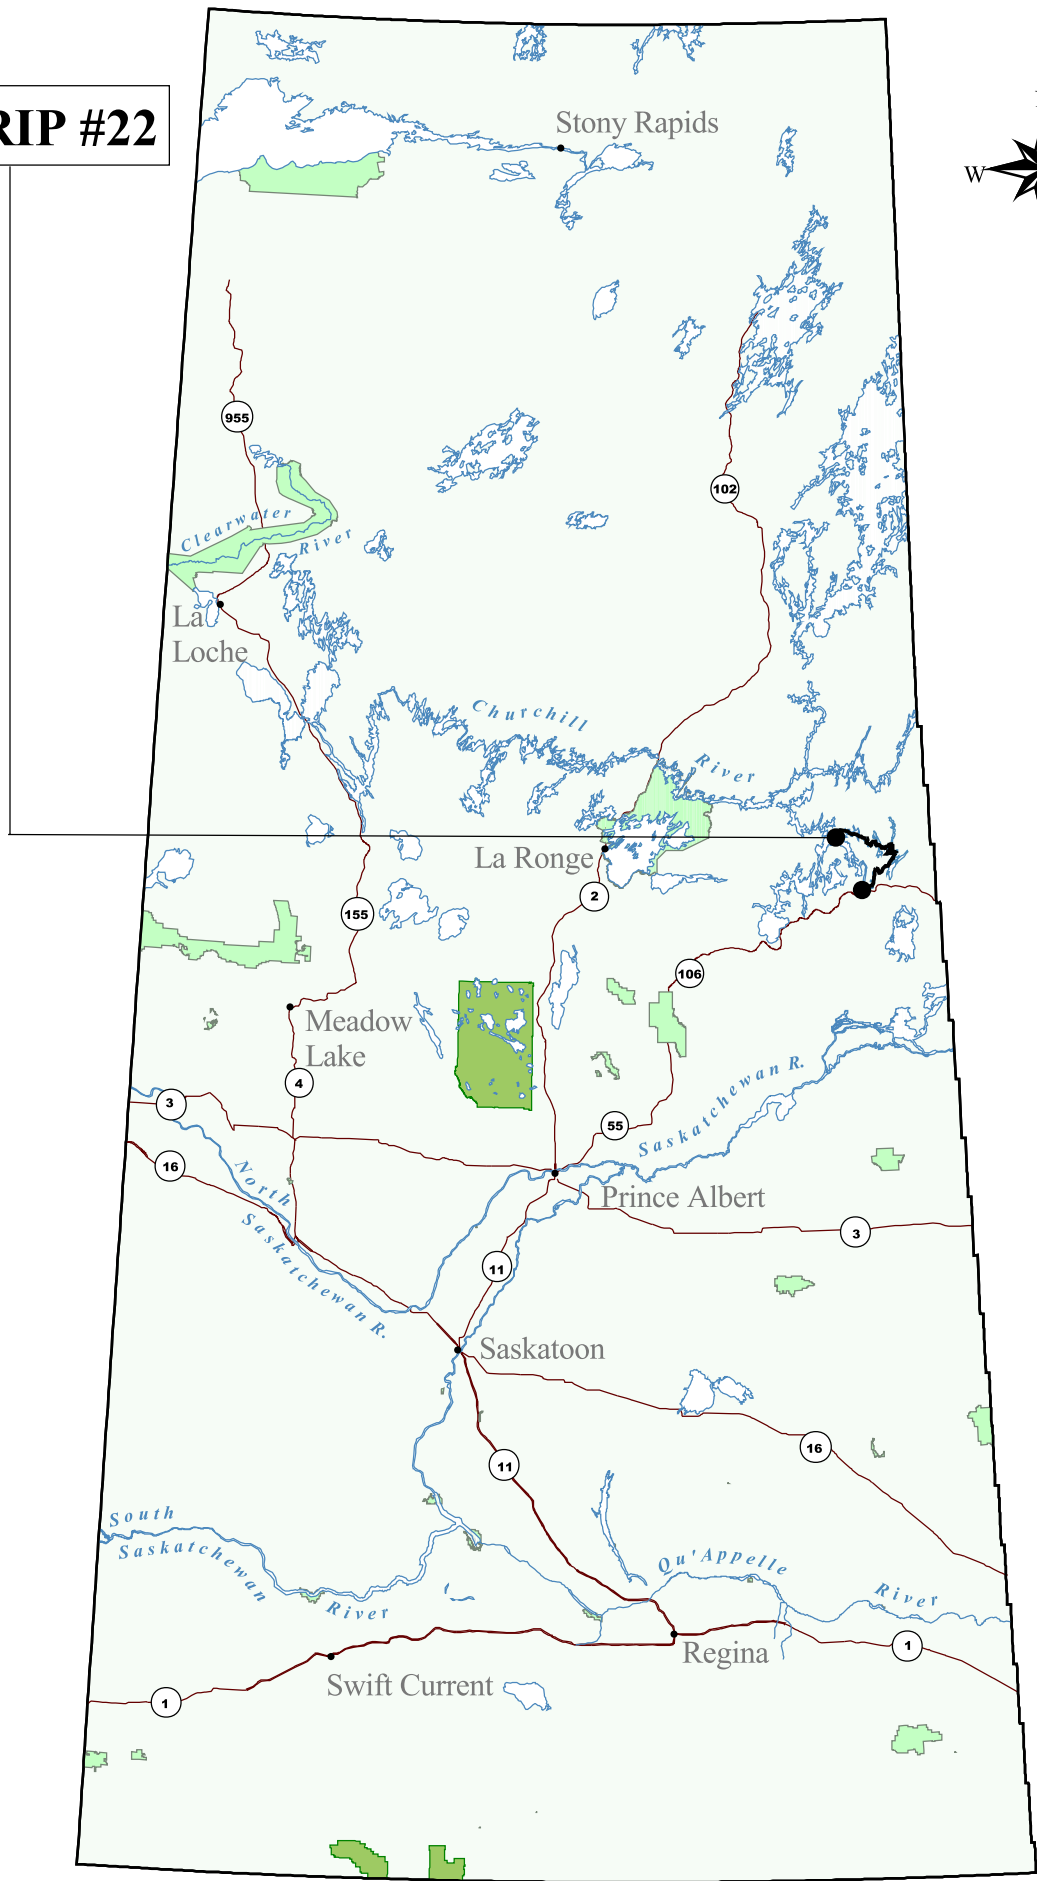 RIP #22
Stony Rapids
W
955
102
Clearwater
River
La
Loche
Churchill
River
La Ronge
2
155
106
Meadow
Lake
4
3
55
Saskatchewan R.
16
North
Saskatchewan R.
Prince Albert
3
11
Saskatoon
16
11
South
Saskatchewan
River
Qu'Appelle
River
Regina
1
Swift Current
1